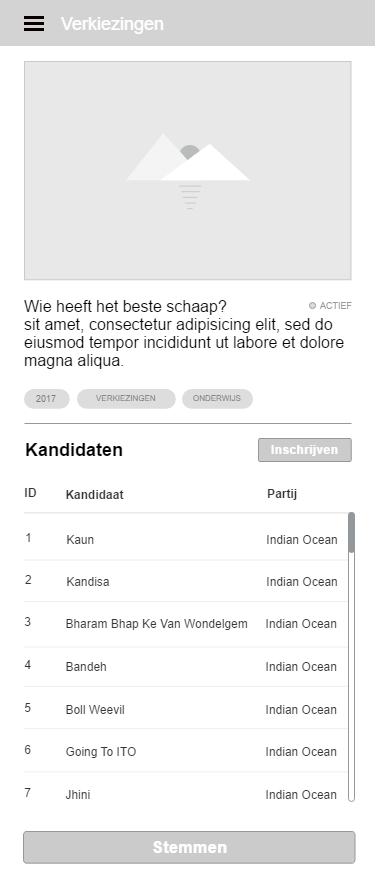 Verkiezingen
Wie heeft het beste schaap?
ACTIEF
sit amet, consectetur adipisicing elit, sed do
eiusmod tempor incididunt ut labore et dolore
magna aliqua.
2017 VERKIEZINGEN ONDERWIJS
Kandidaten
Inschrijven
ID Kandidaat Partij
1 Kaun Indian Ocean
2 Kandisa Indian Ocean
3 Bharam Bhap Ke Van Wondelgem Indian Ocean
4 Bandeh Indian Ocean
5 Boll Weevil Indian Ocean
6 Going To ITO Indian Ocean
7 Jhini Indian Ocean
Stemmen